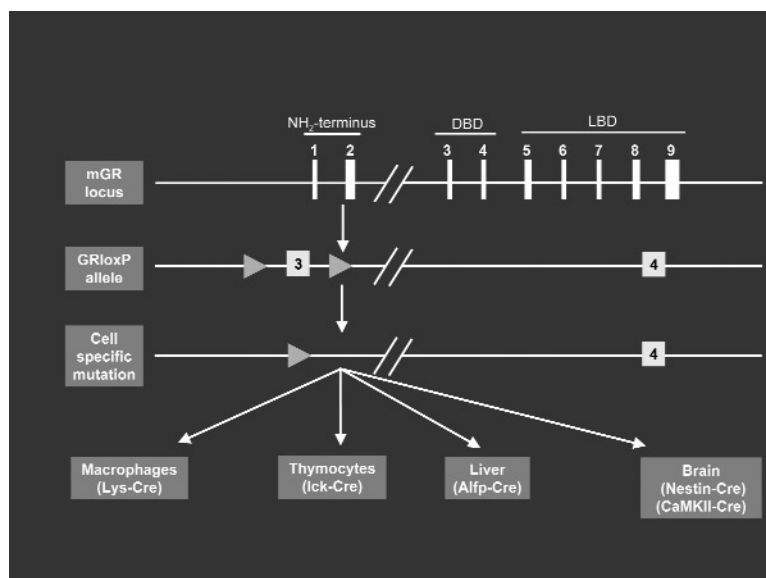 NH2-terminus DBD LBD
1 2 3 4 5 6 7 8 9
mGR
locus
GRloxP
allele
3 4
Cell
specific
mutation
4
Macrophages
(Lys-Cre)
Thymocytes
(lck-Cre)
Liver
(Alfp-Cre)
Brain
(Nestin-Cre)
(CaMKII-Cre)